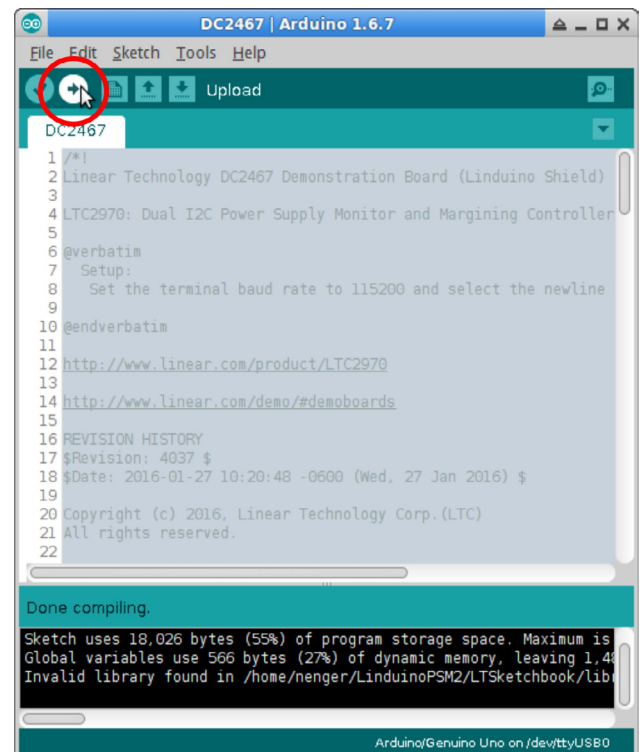 DC2467 | Arduino 1.6.7
File Edit Sketch Tools Help
Upload
DC2467
1 /*!
2 Linear Technology DC2467 Demonstration Board (Linduino Shield)
3
4 LTC2970: Dual I2C Power Supply Monitor and Margining Controller
5
6 @verbatim
7 Setup:
8 Set the terminal baud rate to 115200 and select the newline
9
10 @endverbatim
11
12 http://www.linear.com/product/LTC2970
13
14 http://www.linear.com/demo/#demoboards
15
16 REVISION HISTORY
17 $Revision: 4037 $
18 $Date: 2016-01-27 10:20:48 -0600 (Wed, 27 Jan 2016) $
19
20 Copyright (c) 2016, Linear Technology Corp.(LTC)
21 All rights reserved.
22
Done compiling.
Sketch uses 18,026 bytes (55%) of program storage space. Maximum is
Global variables use 566 bytes (27%) of dynamic memory, leaving 1,48
Invalid library found in /home/nenger/LinduinoPSM2/LTSketchbook/lib
Arduino/Genuino Uno on /dev/ttyUSB0